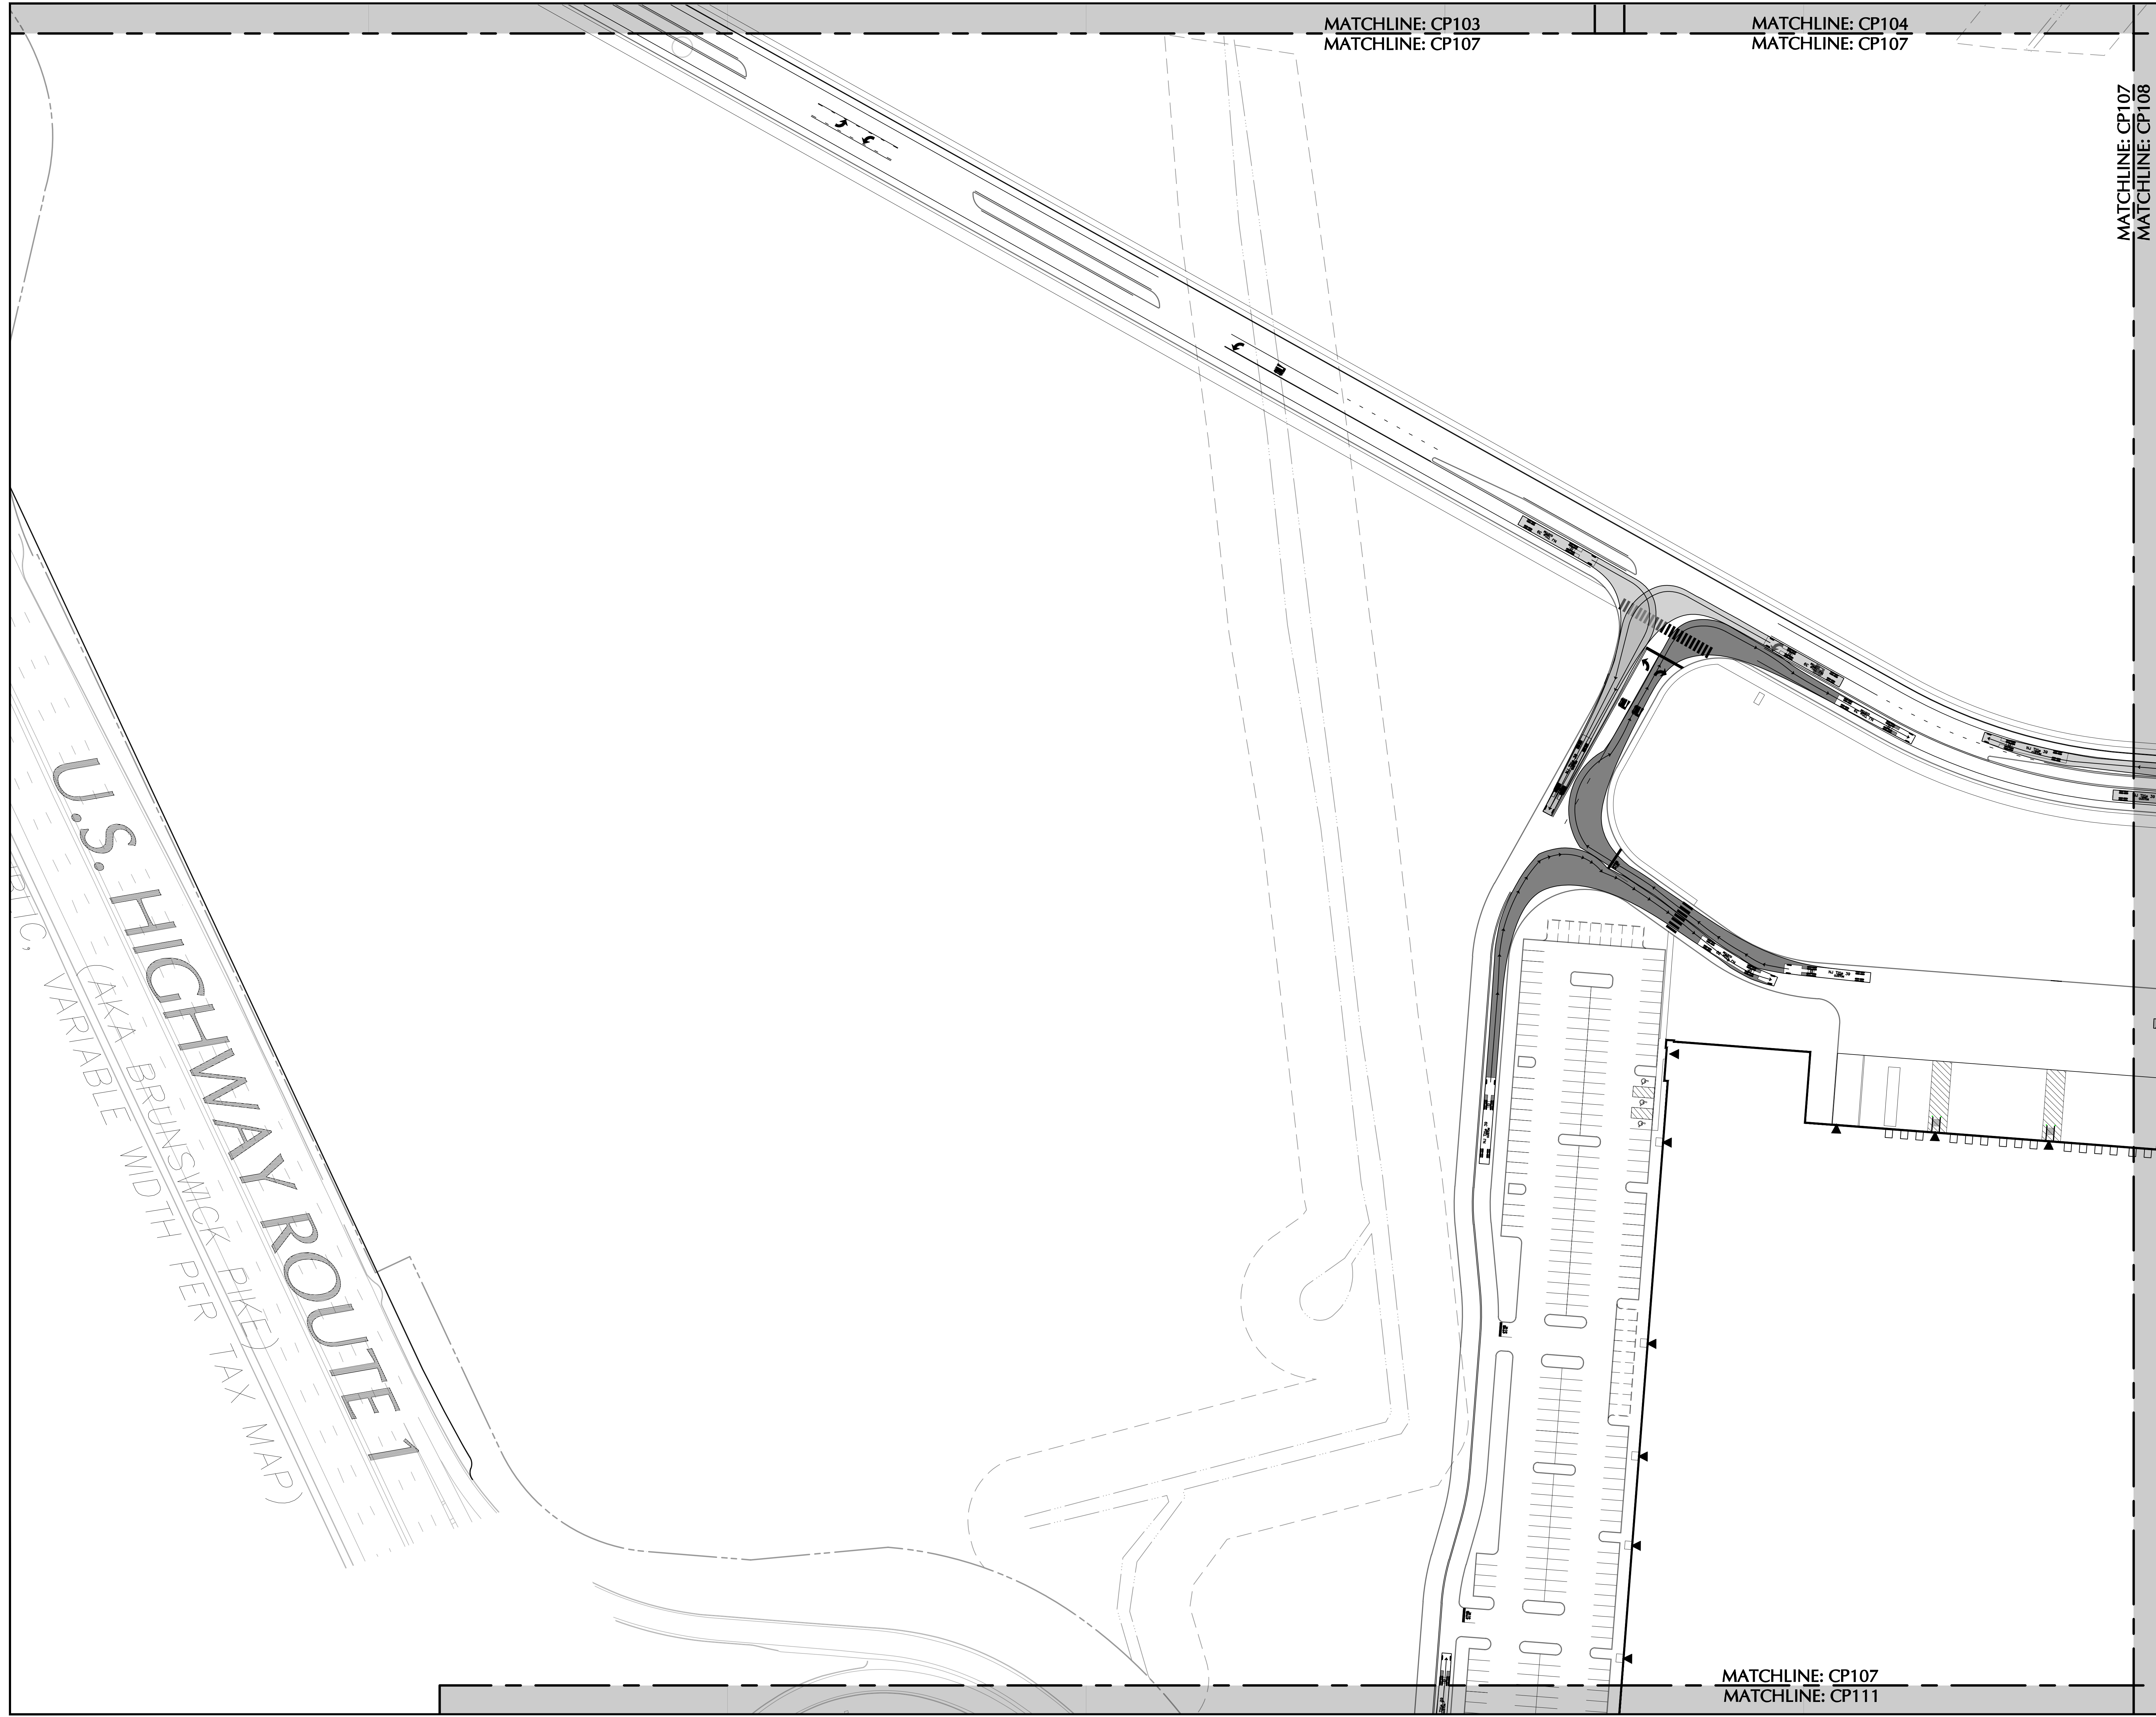 MATCHLINE: CP103
MATCHLINE: CP107
MATCHLINE: CP104
MATCHLINE: CP107
MATCHLINE: CP107
MATCHLINE: CP108
U.S. HIGHWAY ROUTE 1
(AKA BRUNSWICK PIKE)
VARIABLE WIDTH PER TAX MAP)
MATCHLINE: CP107
MATCHLINE: CP111